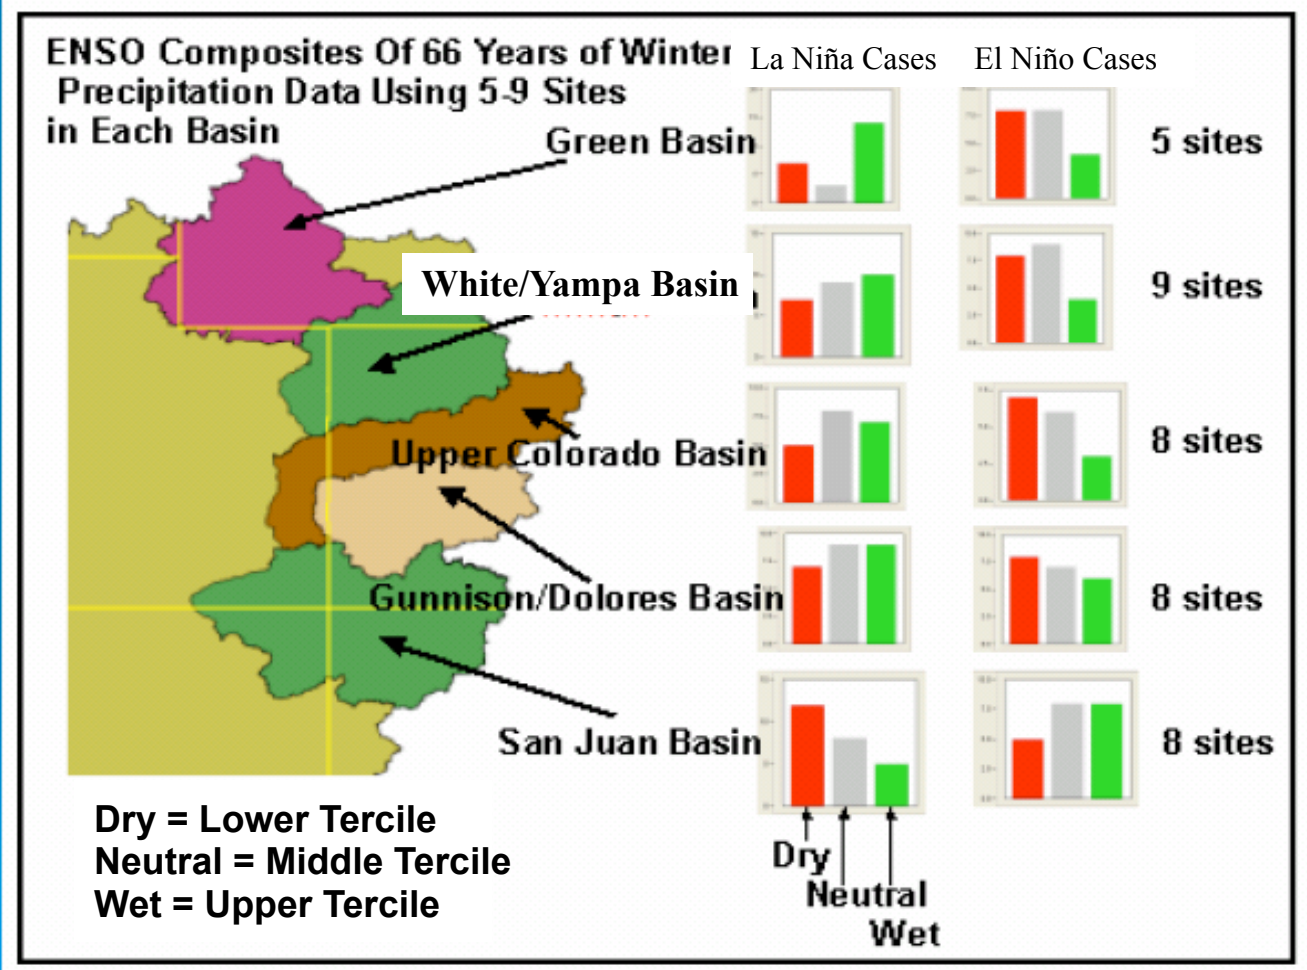 ENSO Composites Of 66 Years of Winter
Precipitation Data Using 5-9 Sites
in Each Basin
La Niña Cases
El Niño Cases
Green Basin
5 sites
White/Yampa Basin
9 sites
Upper Colorado Basin
8 sites
Gunnison/Dolores Basin
8 sites
San Juan Basin
8 sites
Dry = Lower Tercile
Neutral = Middle Tercile
Wet = Upper Tercile
Dry
Neutral
Wet